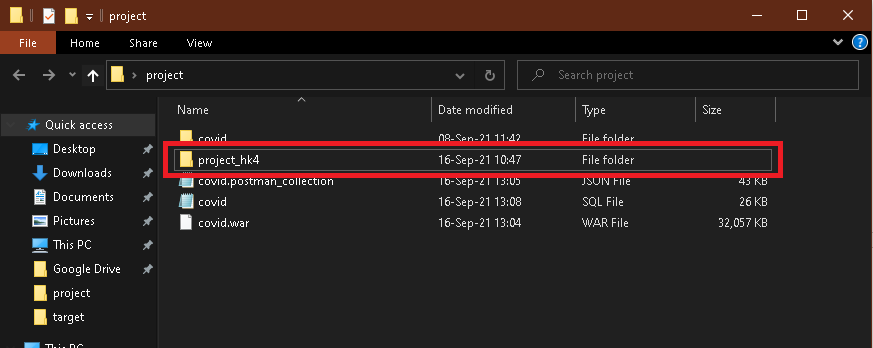 project
File Home Share View
project Search project
Name Date modified Type Size
Quick access
Desktop
Downloads
Documents
Pictures
This PC
Google Drive
project
target
This PC
covid 08-Sep-21 11:42 File folder
project_hk4 16-Sep-21 10:47 File folder
covid.postman_collection 16-Sep-21 13:05 JSON File 43 KB
covid 16-Sep-21 13:08 SQL File 26 KB
covid.war 16-Sep-21 13:04 WAR File 32,057 KB